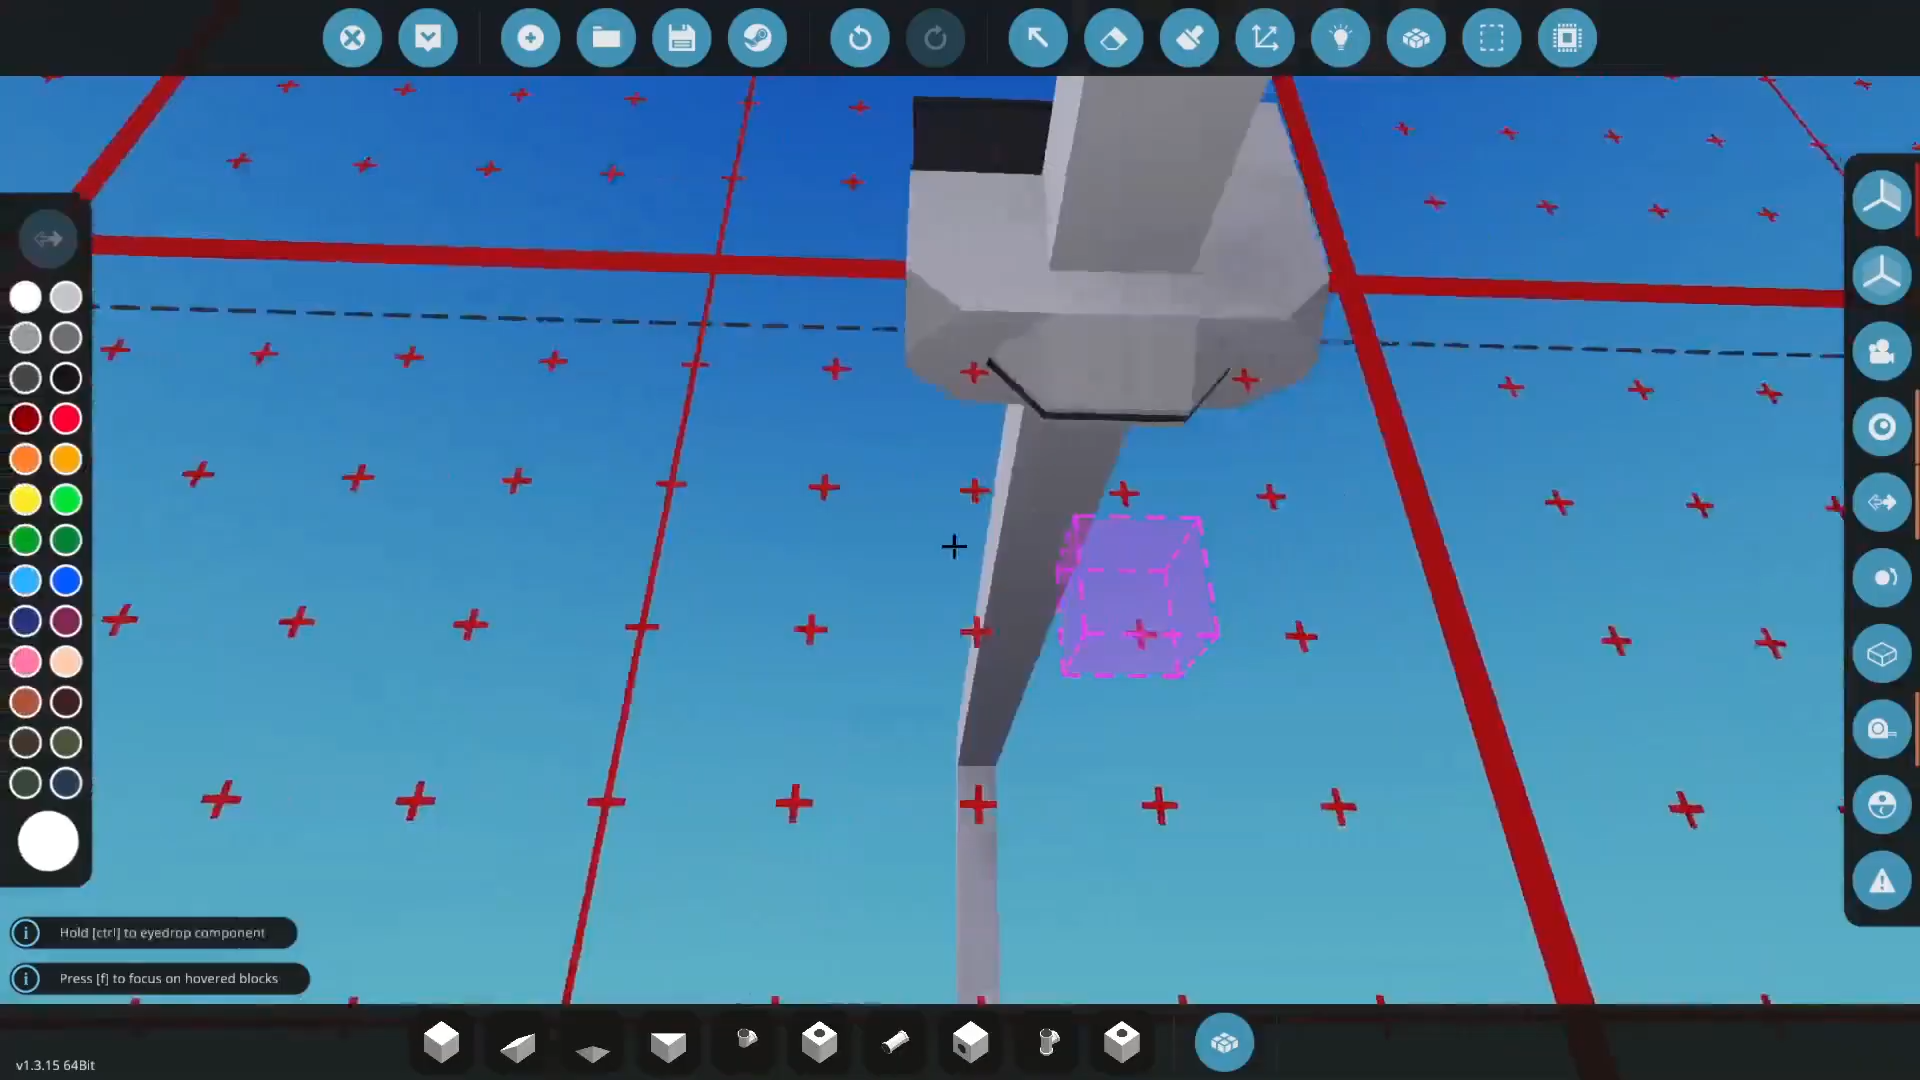 Hold [ctrl] to eyedrop component
Press [f] to focus on hovered blocks
v1.3.15 64Bit